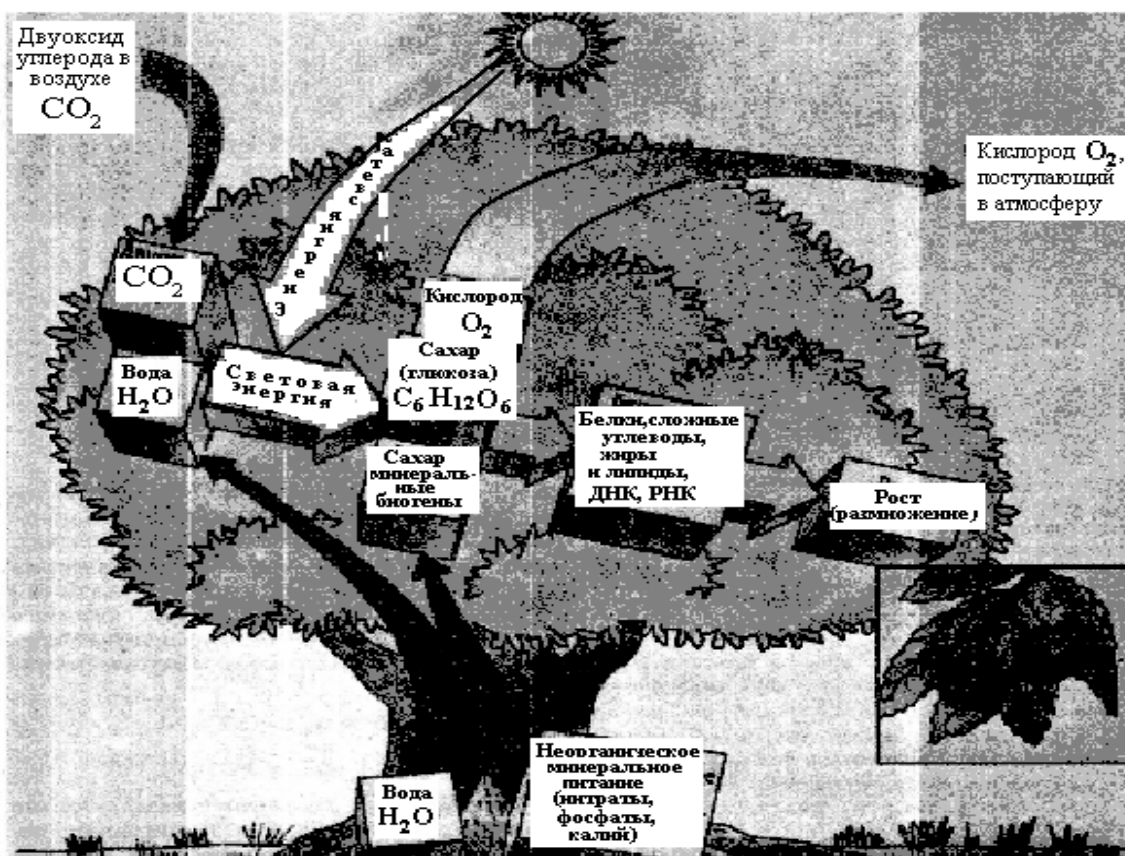 Двуоксид
углерода в
воздухе
CO₂
Энергия света
Кислород O₂,
поступающий
в атмосферу
CO₂
Кислород
O₂
Вода
H₂O
Световая
энергия
Сахар
(глюкоза)
C₆H₁₂O₆
Сахар
минераль-
ные
биогены
Белки,сложные
углеводы,
жиры
и липиды,
ДНК, РНК
Рост
(размножение)
Вода
H₂O
Неорганическое
минеральное
питание
(нитраты,
фосфаты,
калий)